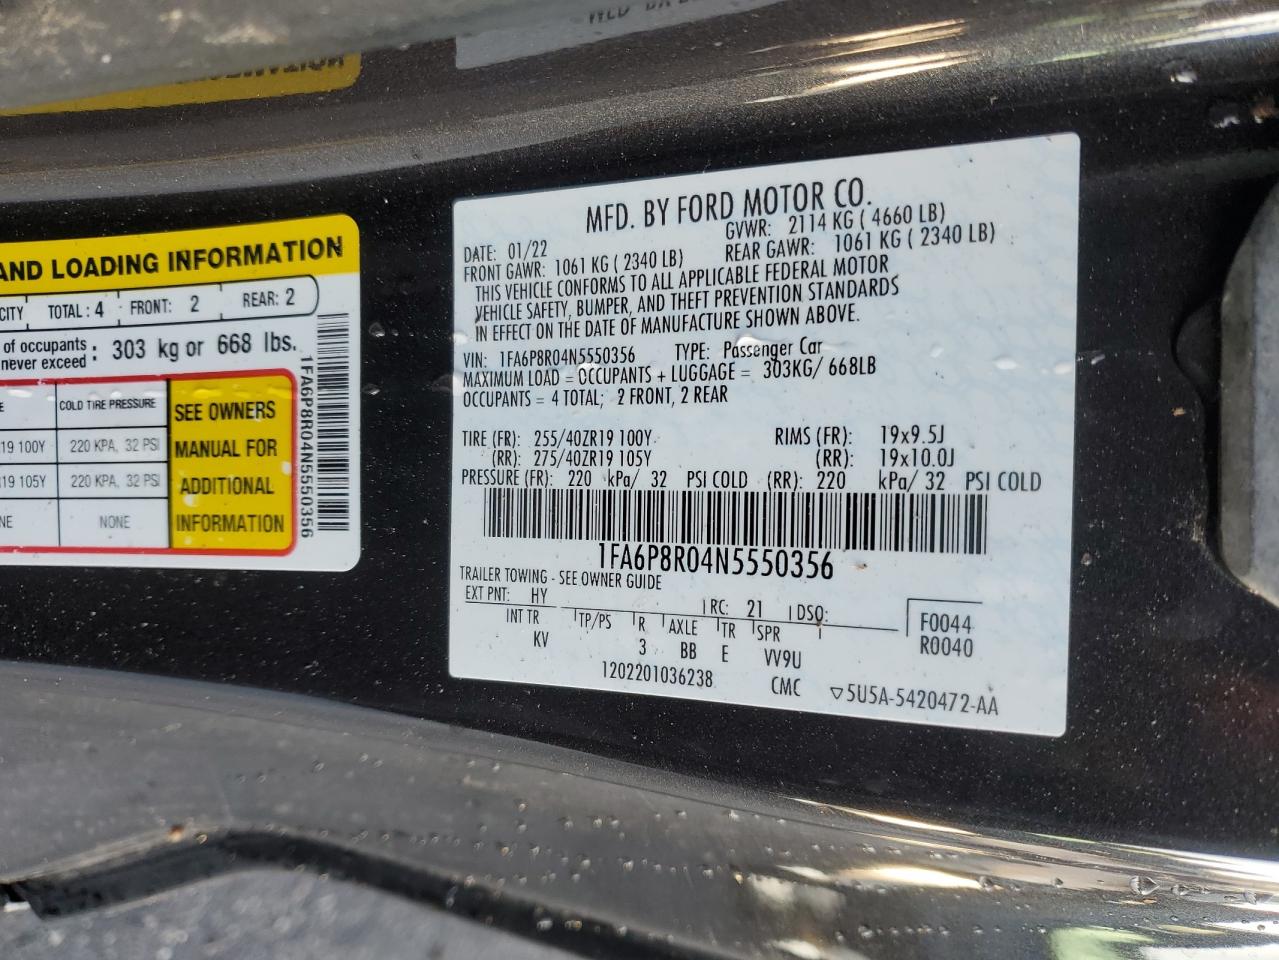 AND LOADING INFORMATION
CITY TOTAL : 4 FRONT: 2 REAR: 2
of occupants
never exceed : 303 kg or 668 lbs.
E COLD TIRE PRESSURE
19 100Y 220 KPA, 32 PSI
R19 105Y 220 KPA, 32 PSI
NE NONE
SEE OWNERS
MANUAL FOR
ADDITIONAL
INFORMATION
1FA6P8R04N5550356
MFD. BY FORD MOTOR CO.
DATE: 01/22 GVWR: 2114 KG ( 4660 LB)
FRONT GAWR: 1061 KG ( 2340 LB) REAR GAWR: 1061 KG ( 2340 LB)
THIS VEHICLE CONFORMS TO ALL APPLICABLE FEDERAL MOTOR
VEHICLE SAFETY, BUMPER, AND THEFT PREVENTION STANDARDS
IN EFFECT ON THE DATE OF MANUFACTURE SHOWN ABOVE.
VIN: 1FA6P8R04N5550356 TYPE: Passenger Car
MAXIMUM LOAD = OCCUPANTS + LUGGAGE = 303KG/ 668LB
OCCUPANTS = 4 TOTAL; 2 FRONT, 2 REAR
TIRE (FR): 255/40ZR19 100Y RIMS (FR): 19x9.5J
(RR): 275/40ZR19 105Y (RR): 19x10.0J
PRESSURE (FR): 220 kPa/ 32 PSI COLD (RR): 220 kPa/ 32 PSI COLD
1FA6P8R04N5550356
TRAILER TOWING - SEE OWNER GUIDE
EXT PNT: HY RC: 21 DSO:
INT TR TP/PS R AXLE TR SPR
KV 3 BB E VV9U
F0044
R0040
1202201036238 CMC ▽5U5A-5420472-AA